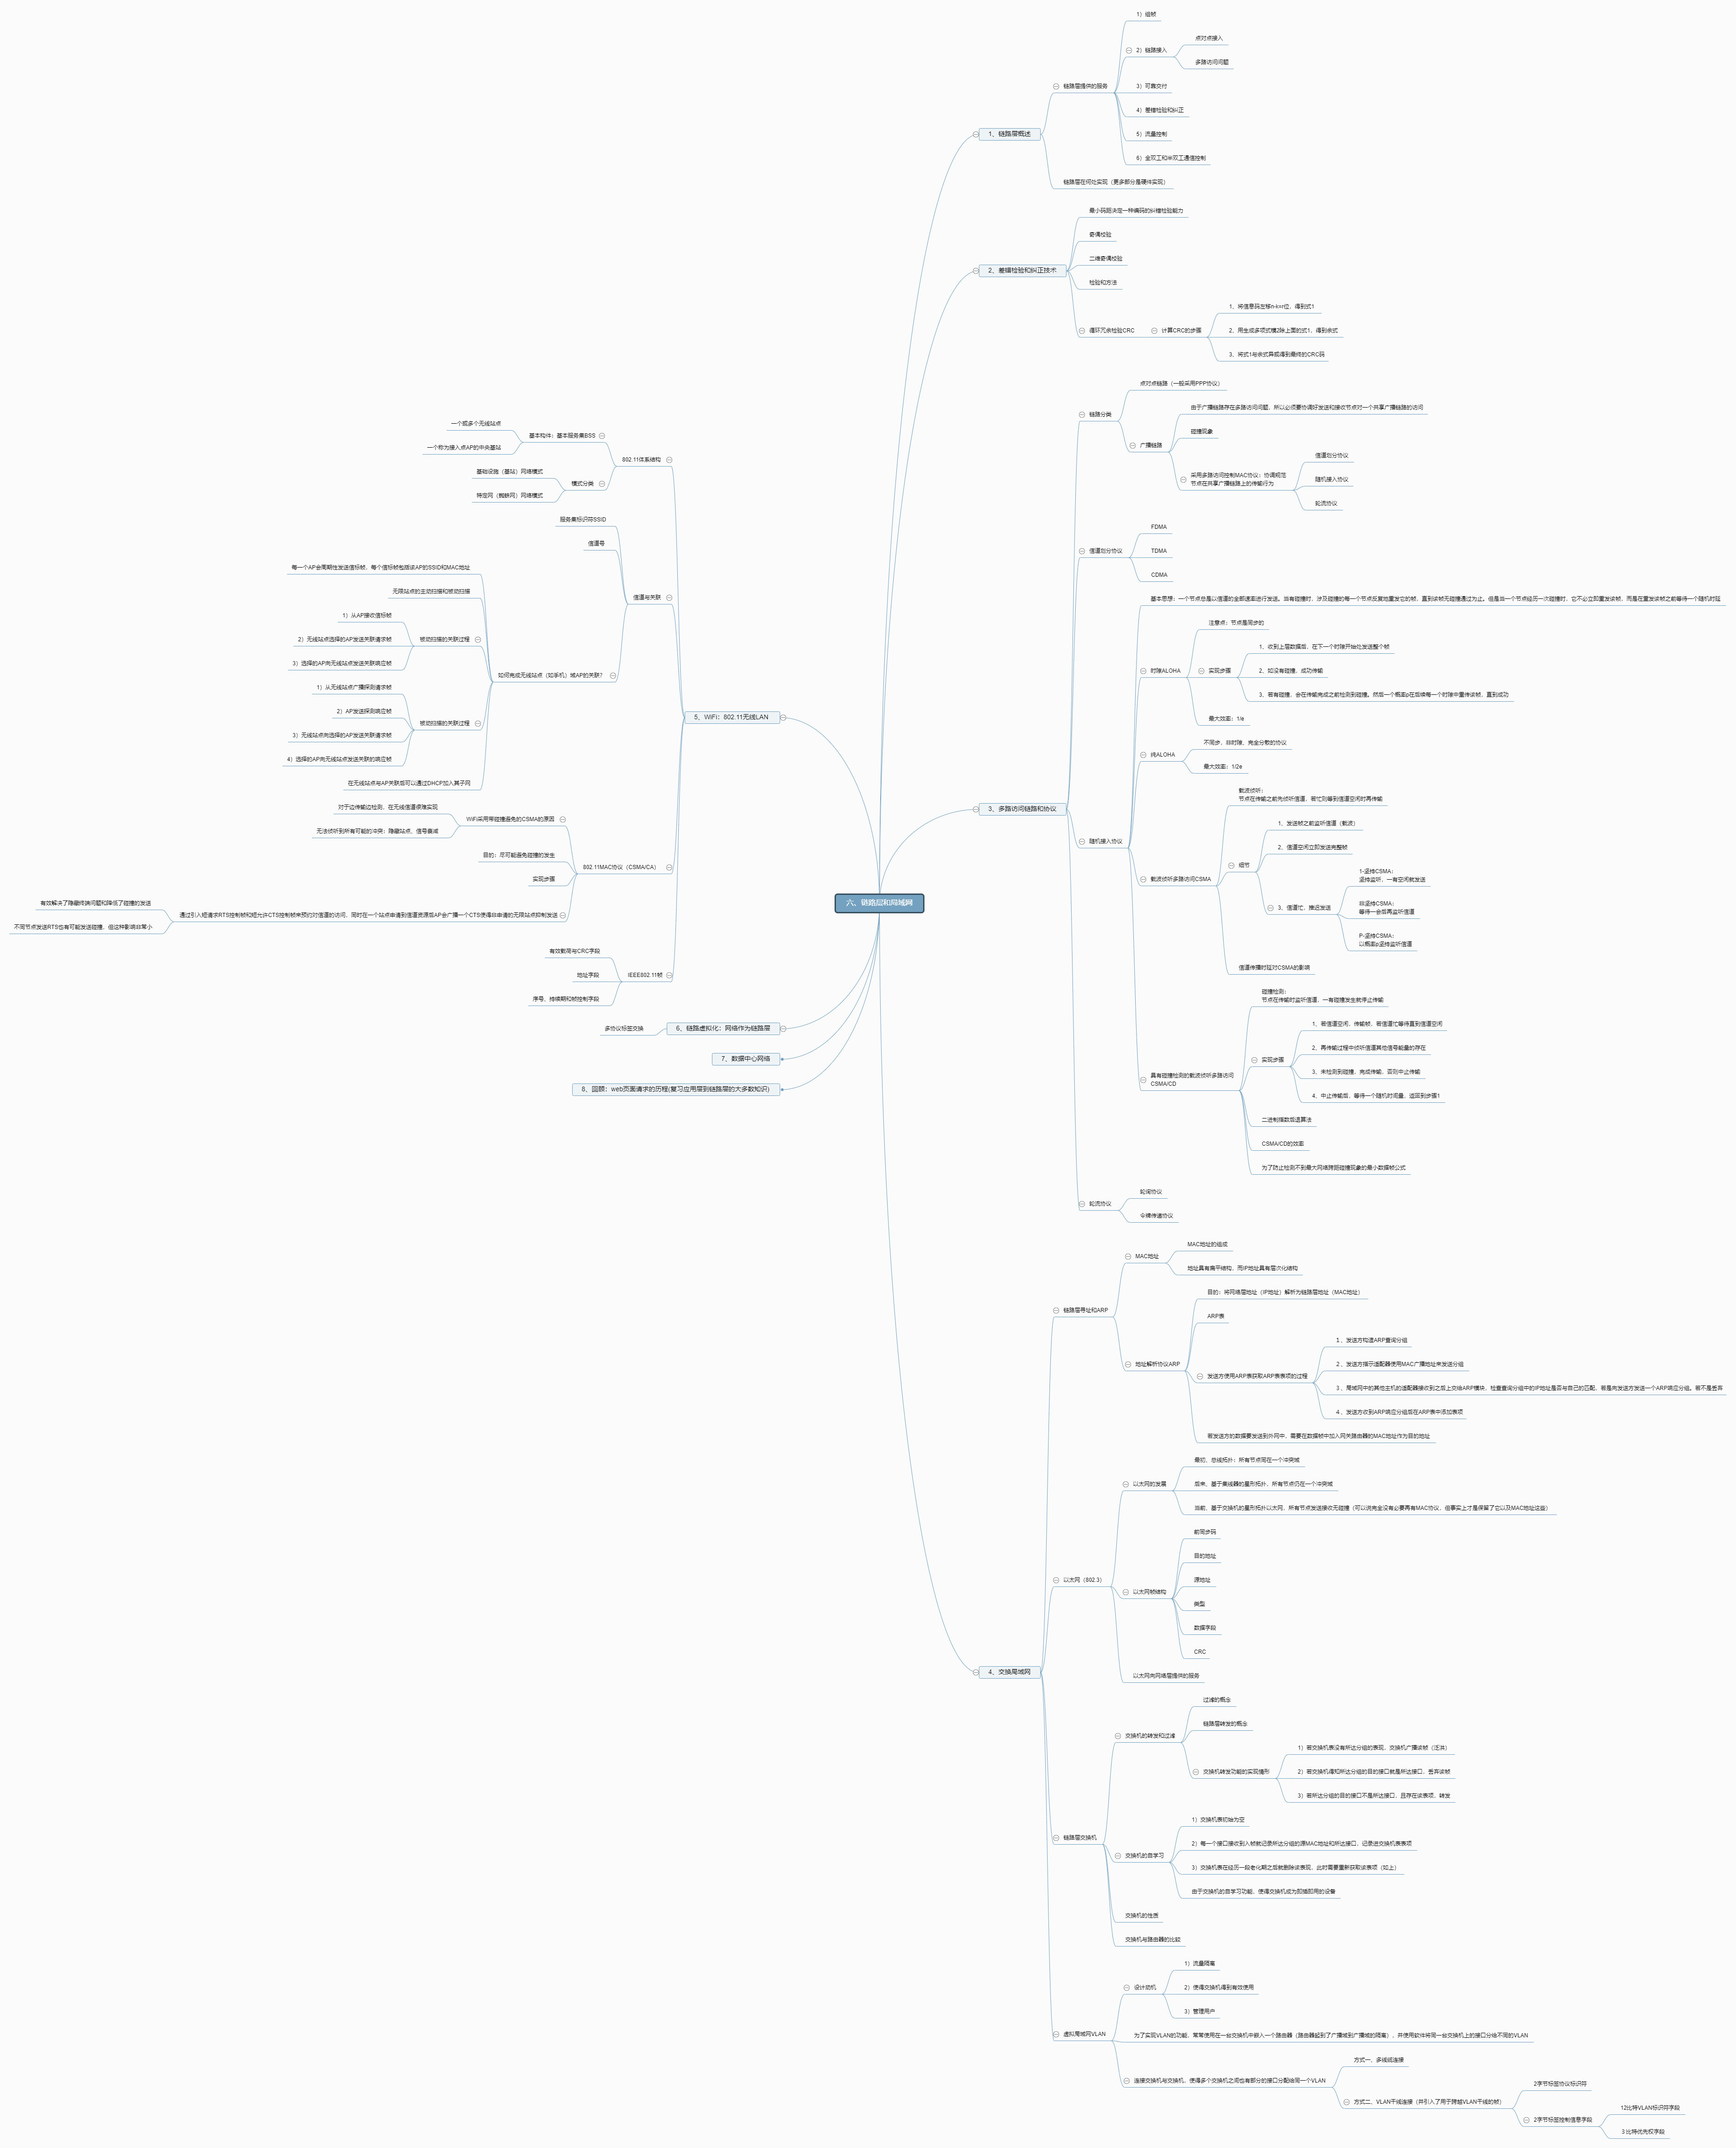 六、链路层和局域网
1、链路层概述
链路层提供的服务
1）组帧
2）链路接入
点对点接入
多路访问问题
3）可靠交付
4）差错检验和纠正
5）流量控制
6）全双工和半双工通信控制
链路层在何处实现（更多部分是硬件实现）
2、差错检验和纠正技术
最小码距决定一种编码的纠错检验能力
奇偶校验
二维奇偶校验
检验和方法
循环冗余检验CRC
计算CRC的步骤
1、将信息码左移n-k=r位，得到式1
2、用生成多项式模2除上面的式1，得到余式
3、将式1与余式异或得到最终的CRC码
3、多路访问链路和协议
链路分类
点对点链路（一般采用PPP协议）
广播链路
由于广播链路存在多路访问问题，所以必须要协调好发送和接收节点对一个共享广播链路的访问
碰撞现象
采用多路访问控制MAC协议：协调规范
节点在共享广播链路上的传输行为
信道划分协议
随机接入协议
轮流协议
信道划分协议
FDMA
TDMA
CDMA
随机接入协议
基本思想：一个节点总是以信道的全部速率进行发送。当有碰撞时，涉及碰撞的每一个节点反复地重发它的帧，直到该帧无碰撞通过为止。但是当一个节点经历一次碰撞时，它不必立即重发该帧，而是在重发该帧之前等待一个随机时延
时隙ALOHA
注意点：节点是同步的
实现步骤
1、收到上层数据后，在下一个时隙开始处发送整个帧
2、如没有碰撞，成功传输
3、若有碰撞，会在传输完成之前检测到碰撞。然后一个概率p在后续每一个时隙中重传该帧，直到成功
最大效率：1/e
纯ALOHA
不同步，非时隙，完全分散的协议
最大效率：1/2e
载波侦听多路访问CSMA
载波侦听：
节点在传输之前先侦听信道，若忙则等到信道空闲时再传输
细节
1、发送帧之前监听信道（载波）
2、信道空闲立即发送完整帧
3、信道忙，推迟发送
1-坚持CSMA：
坚持监听，一有空闲就发送
非坚持CSMA：
等待一会后再监听信道
P-坚持CSMA：
以概率p坚持监听信道
信道传播时延对CSMA的影响
具有碰撞检测的载波侦听多路访问
CSMA/CD
碰撞检测：
节点在传输时监听信道，一有碰撞发生就停止传输
实现步骤
1、若信道空闲，传输帧，若信道忙等待直到信道空闲
2、再传输过程中侦听信道其他信号能量的存在
3、未检测到碰撞，完成传输，否则中止传输
4、中止传输后，等待一个随机时间量，返回到步骤1
二进制指数后退算法
CSMA/CD的效率
为了防止检测不到最大网络跨距碰撞现象的最小数据帧公式
轮流协议
轮询协议
令牌传递协议
4、交换局域网
链路层寻址和ARP
MAC地址
MAC地址的组成
地址具有扁平结构，而IP地址具有层次化结构
地址解析协议ARP
目的：将网络层地址（IP地址）解析为链路层地址（MAC地址）
ARP表
发送方使用ARP表获取ARP表表项的过程
1、发送方构造ARP查询分组
2、发送方指示适配器使用MAC广播地址来发送分组
3、局域网中的其他主机的适配器接收到之后上交给ARP模块，检查查询分组中的IP地址是否与自己的匹配，若是向发送方发送一个ARP响应分组。若不是丢弃
4、发送方收到ARP响应分组后在ARP表中添加表项
若发送方的数据要发送到外网中，需要在数据帧中加入网关路由器的MAC地址作为目的地址
以太网（802.3）
以太网的发展
最初，总线拓扑：所有节点同在一个冲突域
后来，基于集线器的星形拓扑，所有节点仍在一个冲突域
当前，基于交换机的星形拓扑以太网，所有节点发送接收无碰撞（可以说完全没有必要再有MAC协议，但事实上才是保留了它以及MAC地址这些）
以太网帧结构
前同步码
目的地址
源地址
类型
数据字段
CRC
以太网向网络层提供的服务
链路层交换机
交换机的转发和过滤
过滤的概念
链路层转发的概念
交换机转发功能的实现情形
1）若交换机表没有所达分组的表现，交换机广播该帧（泛洪）
2）若交换机得知所达分组的目的接口就是所达接口，丢弃该帧
3）若所达分组的目的接口不是所达接口，且存在该表项，转发
交换机的自学习
1）交换机表初始为空
2）每一个接口接收到入帧就记录所达分组的源MAC地址和所达接口，记录进交换机表表项
3）交换机表在经历一段老化期之后就删除该表现，此时需要重新获取该表项（如上）
由于交换机的自学习功能，使得交换机成为即插即用的设备
交换机的性质
交换机与路由器的比较
虚拟局域网VLAN
设计动机
1）流量隔离
2）使得交换机得到有效使用
3）管理用户
为了实现VLAN的功能，常常使用在一台交换机中嵌入一个路由器（路由器起到了广播域到广播域的隔离），并使用软件将同一台交换机上的接口分给不同的VLAN
连接交换机与交换机，使得多个交换机之间也有部分的接口分配给同一个VLAN
方式一、多线缆连接
方式二、VLAN干线连接（并引入了用于跨越VLAN干线的帧）
2字节标签协议标识符
2字节标签控制信息字段
12比特VLAN标识符字段
3比特优先权字段
5、WiFi：802.11无线LAN
802.11体系结构
基本构件：基本服务集BSS
一个或多个无线站点
一个称为接入点AP的中央基站
模式分类
基础设施（基站）网络模式
特定网（蜘蛛网）网络模式
信道与关联
服务集标识符SSID
信道号
如何完成无线站点（如手机）域AP的关联？
每一个AP会周期性发送信标帧，每个信标帧包括该AP的SSID和MAC地址
无限站点的主动扫描和被动扫描
被动扫描的关联过程
1）从AP接收信标帧
2）无线站点选择的AP发送关联请求帧
3）选择的AP向无线站点发送关联响应帧
被动扫描的关联过程
1）从无线站点广播探测请求帧
2）AP发送探测响应帧
3）无线站点向选择的AP发送关联请求帧
4）选择的AP向无线站点发送关联的响应帧
在无线站点与AP关联后可以通过DHCP加入其子网
802.11MAC协议（CSMA/CA）
WiFi采用带碰撞避免的CSMA的原因
对于边传输边检测，在无线信道很难实现
无法侦听到所有可能的冲突：隐藏站点、信号衰减
目的：尽可能避免碰撞的发生
实现步骤
通过引入短请求RTS控制帧和短允许CTS控制帧来预约对信道的访问，同时在一个站点申请到信道资源后AP会广播一个CTS使得非申请的无限站点抑制发送
有效解决了隐藏终端问题和降低了碰撞的发送
不同节点发送RTS也有可能发送碰撞，但这种影响非常小
IEEE802.11帧
有效载荷与CRC字段
地址字段
序号、持续期和帧控制字段
6、链路虚拟化：网络作为链路层
多协议标签交换
7、数据中心网络
8、回顾：web页面请求的历程(复习应用层到链路层的大多数知识)